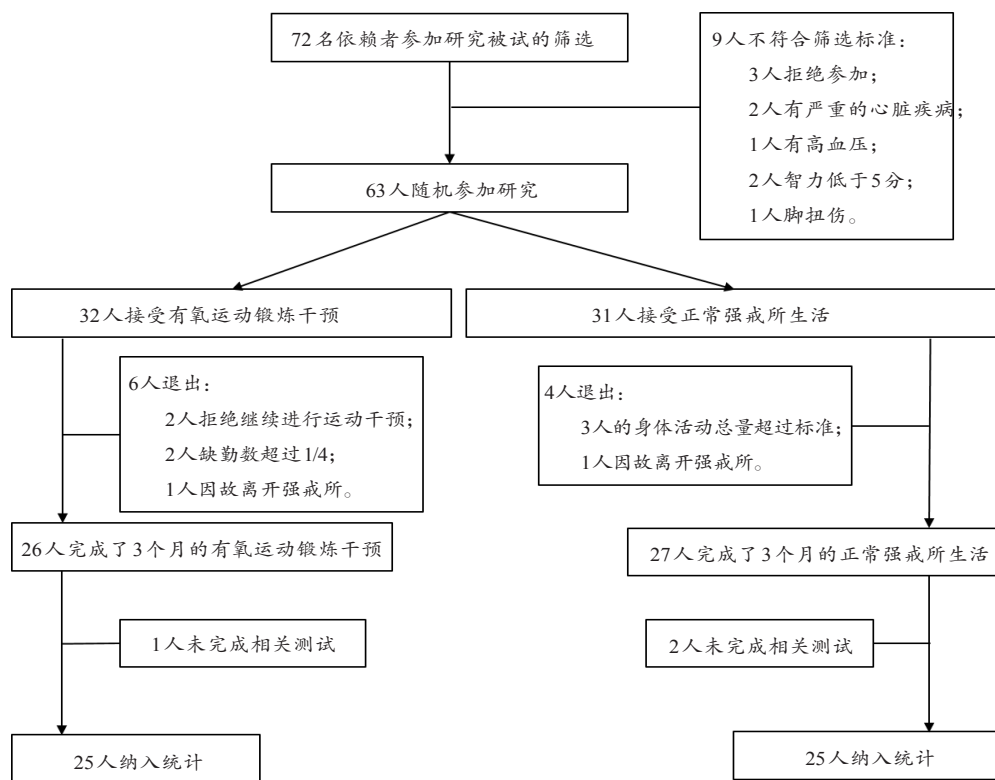 72名依赖者参加研究被试的筛选
9人不符合筛选标准：
3人拒绝参加；
2人有严重的心脏疾病；
1人有高血压；
2人智力低于5分；
1人脚扭伤。
63人随机参加研究
32人接受有氧运动锻炼干预
31人接受正常强戒所生活
6人退出：
2人拒绝继续进行运动干预；
2人缺勤数超过1/4；
1人因故离开强戒所。
4人退出：
3人的身体活动总量超过标准；
1人因故离开强戒所。
26人完成了3个月的有氧运动锻炼干预
27人完成了3个月的正常强戒所生活
1人未完成相关测试
2人未完成相关测试
25人纳入统计
25人纳入统计